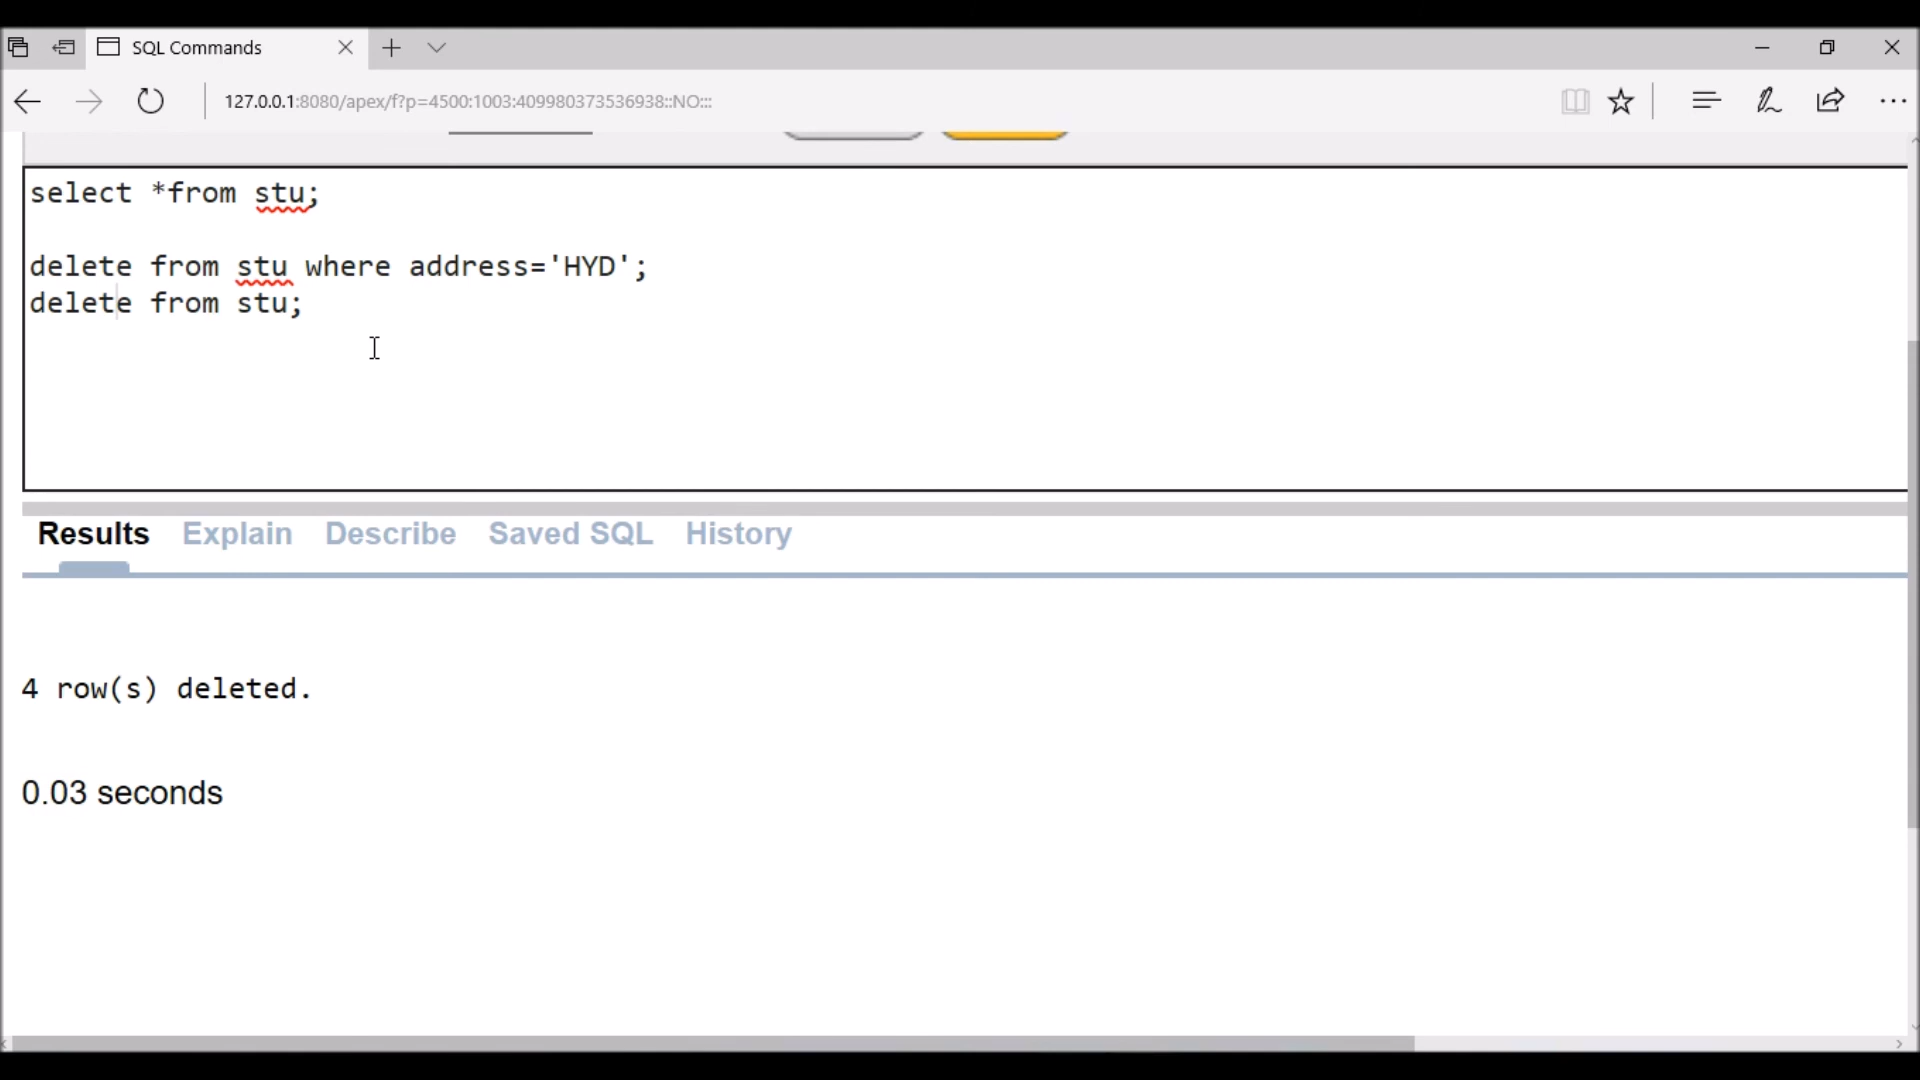 SQL Commands
127.0.0.1:8080/apex/f?p=4500:1003:409980373536938::NO:::
select *from stu;
delete from stu where address='HYD';
delete from stu;
Results Explain Describe Saved SQL History
4 row(s) deleted.
0.03 seconds